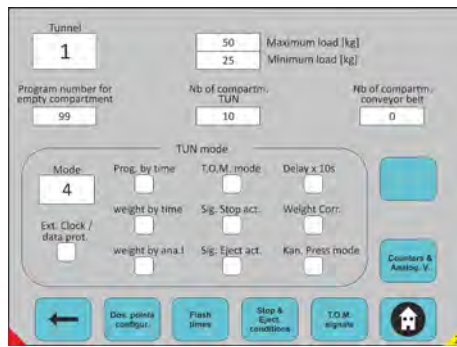 Tunnel
1
50
Maximum load [kg]
25
Minimum load [kg]
Program number for
empty compartment
99
Nb of compartm.
TUN
10
Nb of compartm.
conveyor belt
0
TUN mode
Mode
4
Ext. Clock /
data prot.
Prog. by time
T.O.M. mode
Delay x 10s
weight by time
Sig. Stop act.
Weight Corr.
weight by ana.I
Sig. Eject act.
Kan. Press mode
Counters &
Analog. V.
Dos. points
configur.
Flash
times
Stop &
Eject.
conditions
T.O.M.
signals